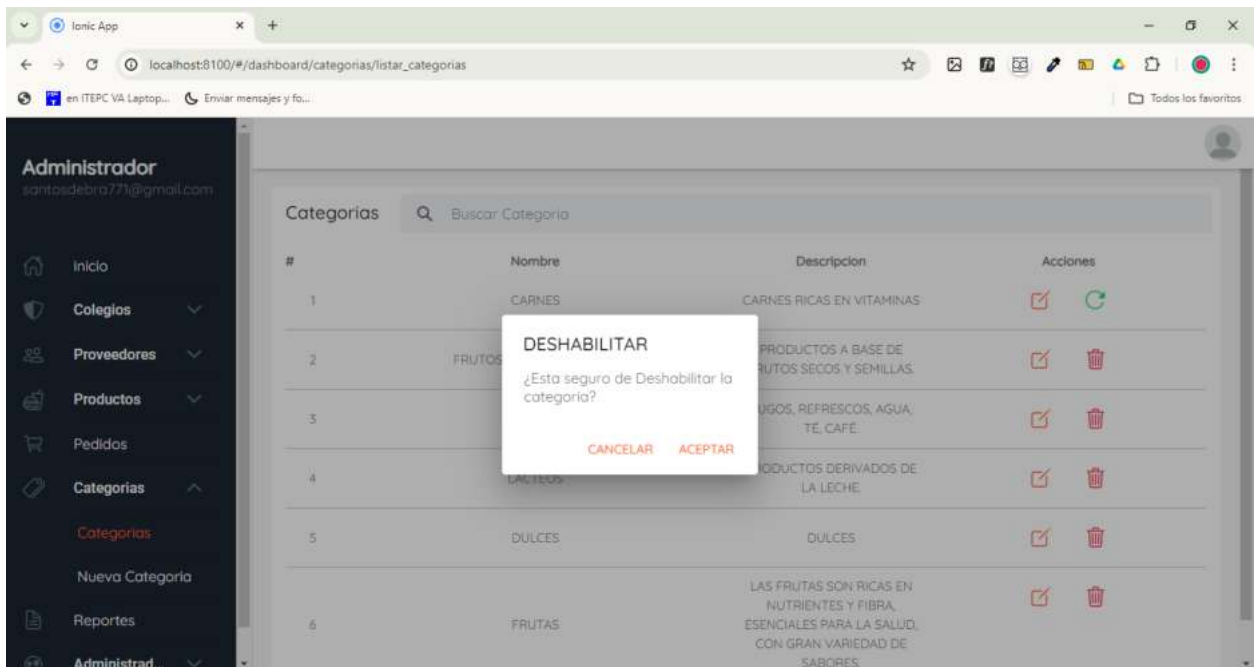 Ionic App
localhost:8100/#/dashboard/categorias/listar_categorias
en ITEPC VA Laptop... Enviar mensajes y fo... Todos los favoritos
Administrador
santosdebra771@gmail.com
Categorias Buscar Categoria
Inicio
# Nombre Descripcion Acciones
Colegios
1 CARNES CARNES RICAS EN VITAMINAS
Proveedores
2 FRUTOS PRODUCTOS A BASE DE
RUTOS SECOS Y SEMILLAS.
DESHABILITAR
¿Esta seguro de Deshabilitar la
categoria?
CANCELAR ACEPTAR
Productos
3 UGOS, REFRESCOS, AGUA,
TÉ, CAFÉ.
Pedidos
4 LACTEOS RODUCTOS DERIVADOS DE
LA LECHE.
Categorias
Categorias
5 DULCES DULCES
Nueva Categoria
Reportes
6 FRUTAS LAS FRUTAS SON RICAS EN
NUTRIENTES Y FIBRA,
ESENCIALES PARA LA SALUD,
CON GRAN VARIEDAD DE
SABORES
Administrad...